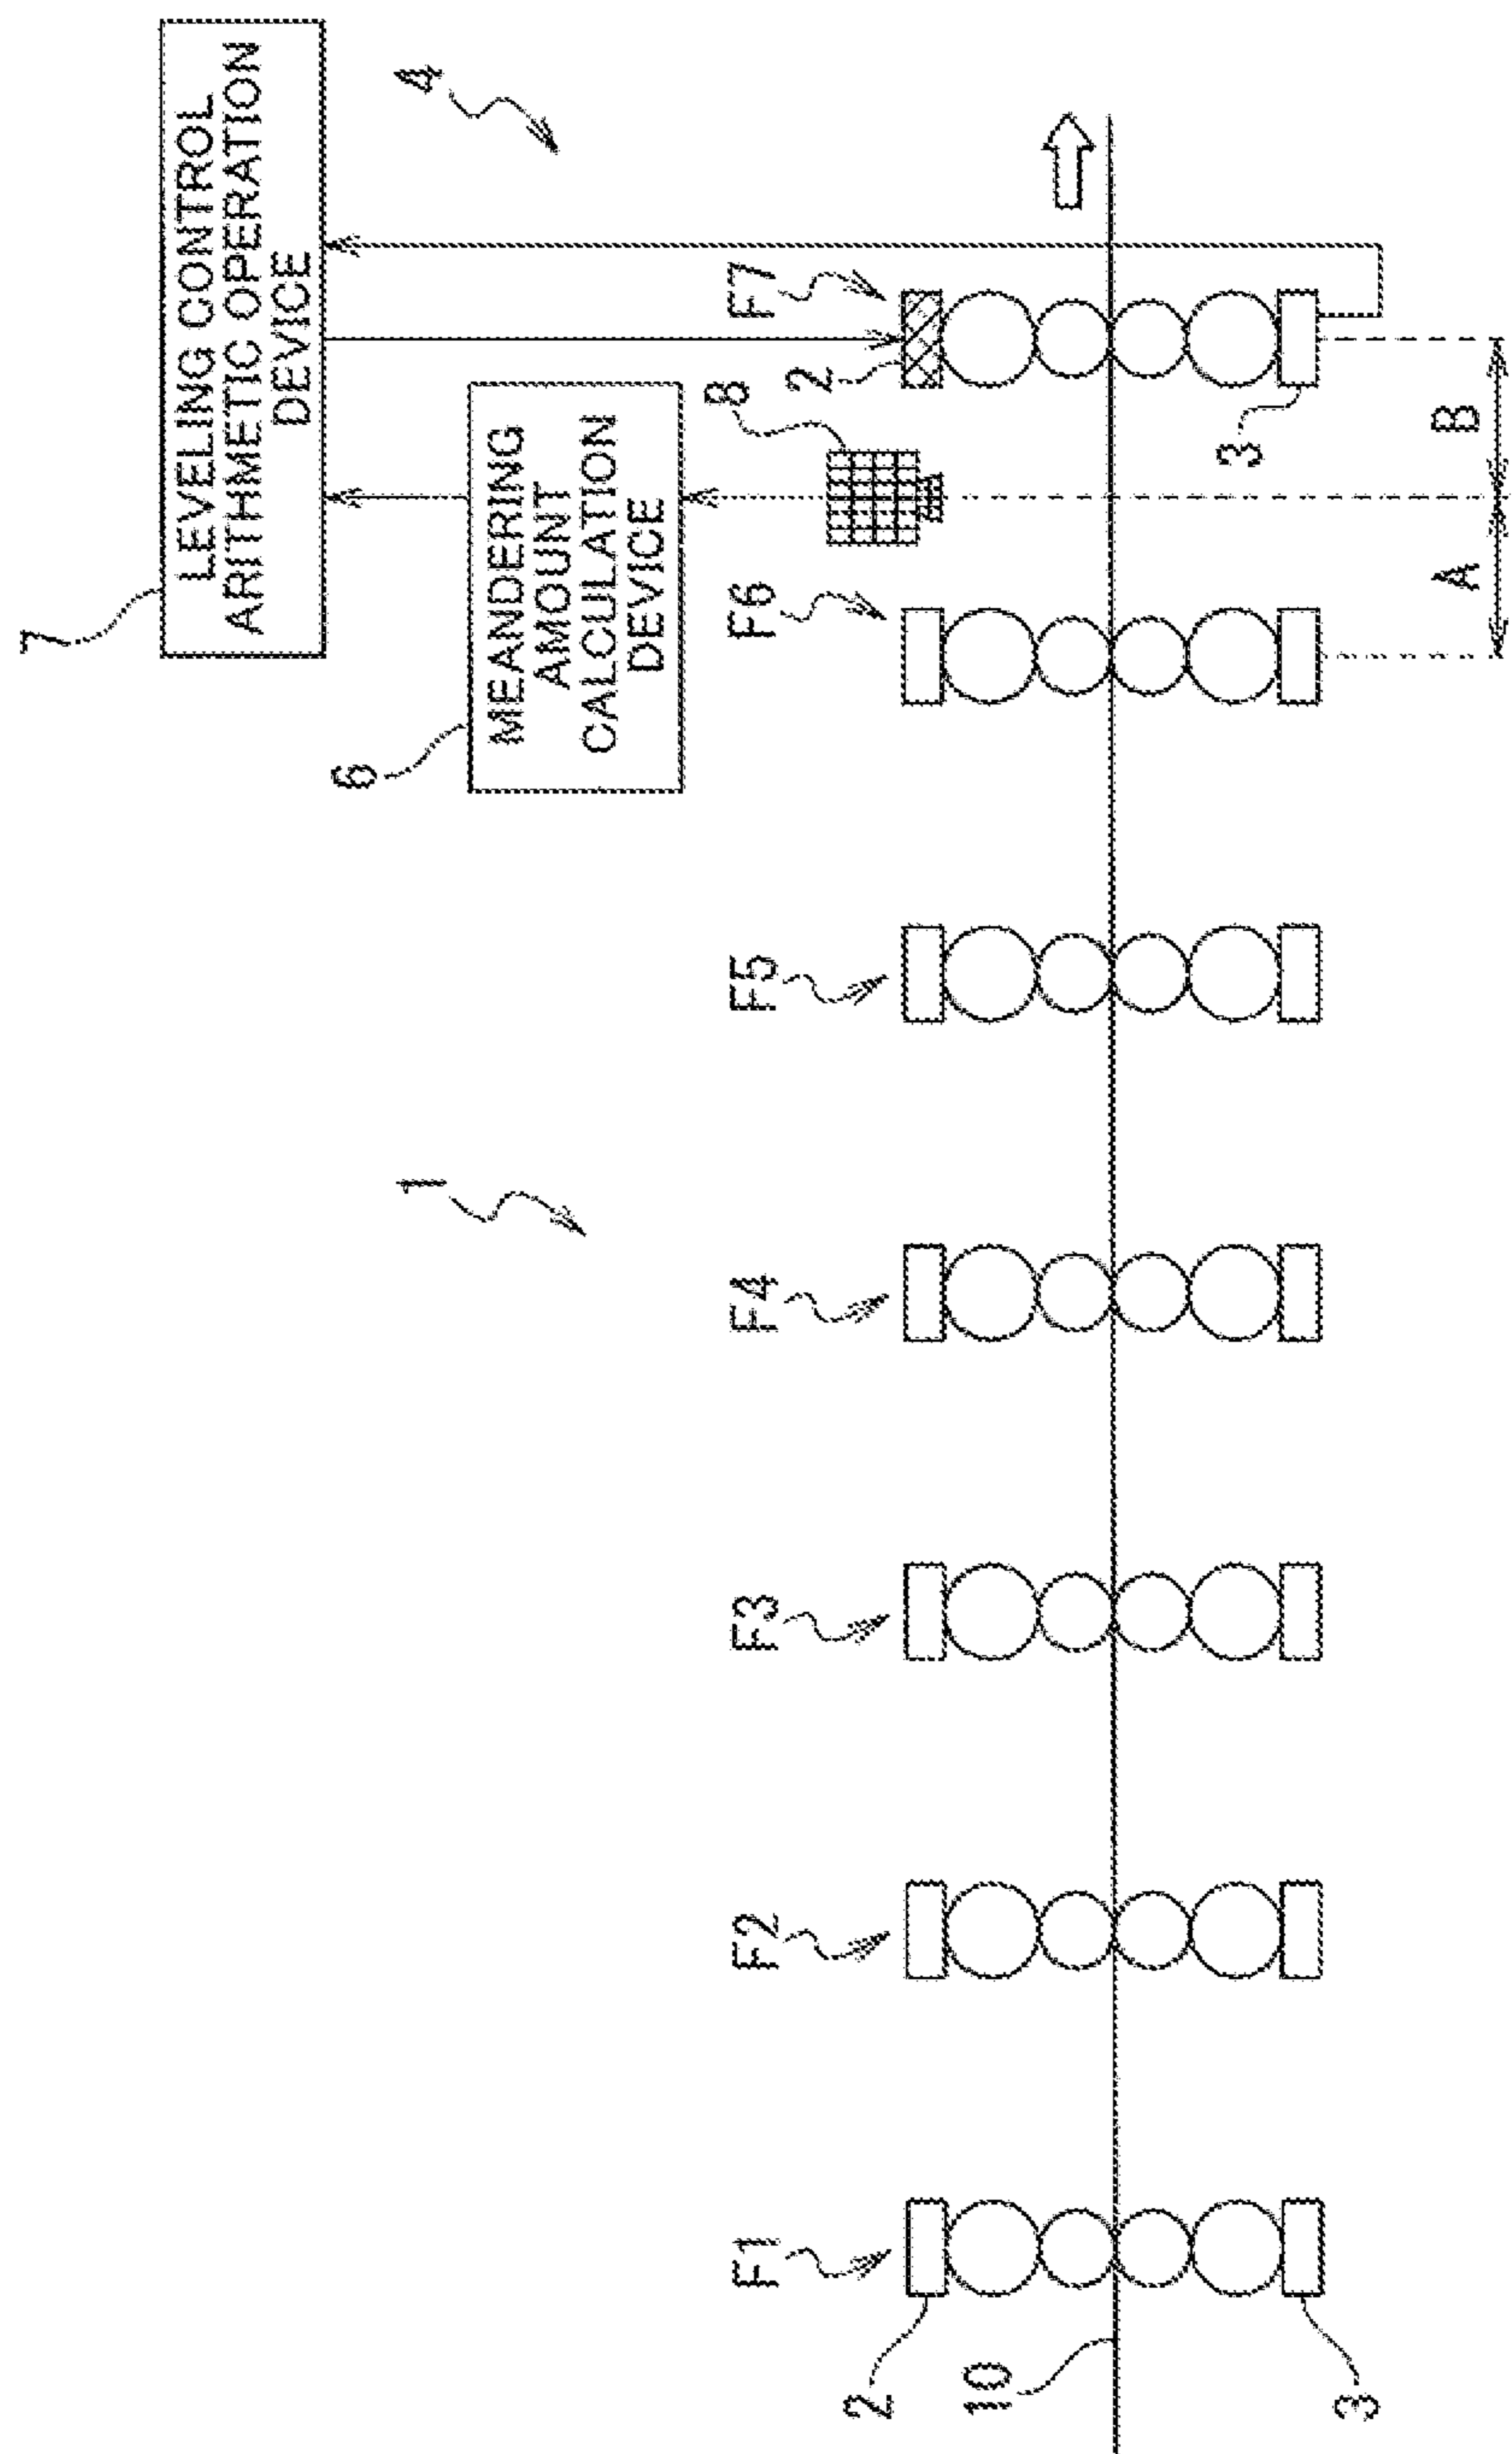 7
LEVELING CONTROL
ARITHMETIC OPERATION
DEVICE
4
6
1
MEANDERING
AMOUNT
CALCULATION
DEVICE
F1
F2
F3
F4
F5
F6
8
F7
2
2
10
3
3
A
B